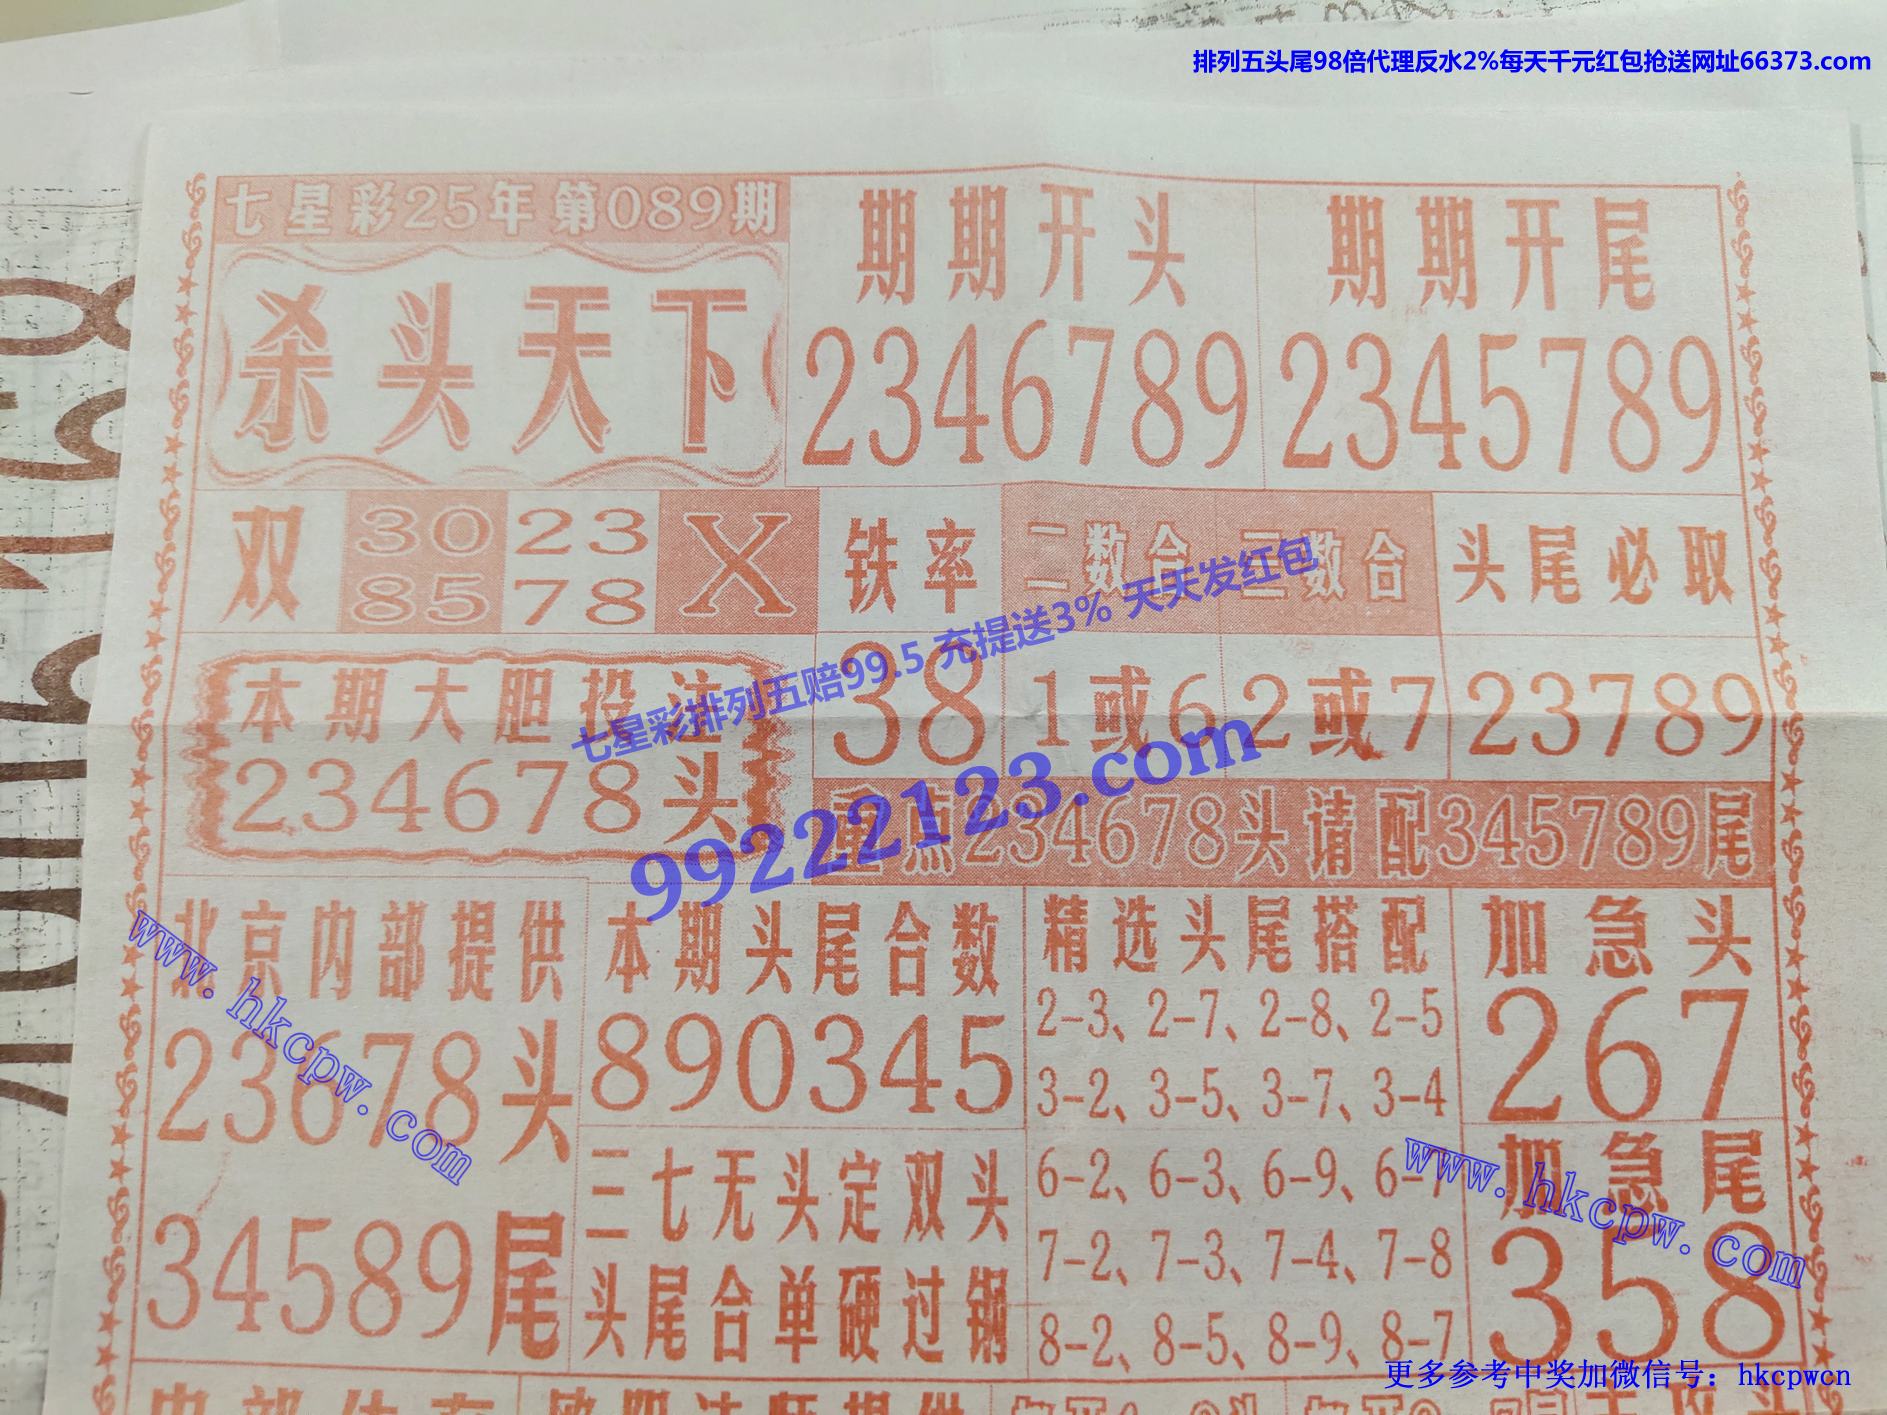 排列五头尾98倍代理反水2%每天千元红包抢送网址66373.com
七星彩25年第089期
杀头天下
期期开头
2346789
期期开尾
2345789
双 30 23 X
85 78
铁率
38
二数合
1或6
三数合
2或7
头尾必取
23789
七星彩排列五赔99.5 充提送3% 天天发红包
99222123.com
本期大胆投注
234678头
重点234678头请配345789尾
北京内部提供
23678头
34589尾
www.hkcpw.com
本期头尾合数
890345
三七无头定双头
头尾合单硬过钢
精选头尾搭配
2-3、2-7、2-8、2-5
3-2、3-5、3-7、3-4
6-2、6-3、6-9、6-7
7-2、7-3、7-4、7-8
8-2、8-5、8-9、8-7
加急头
267
加急尾
358
www.hkcpw.com
更多参考中奖加微信号：hkcpwcn